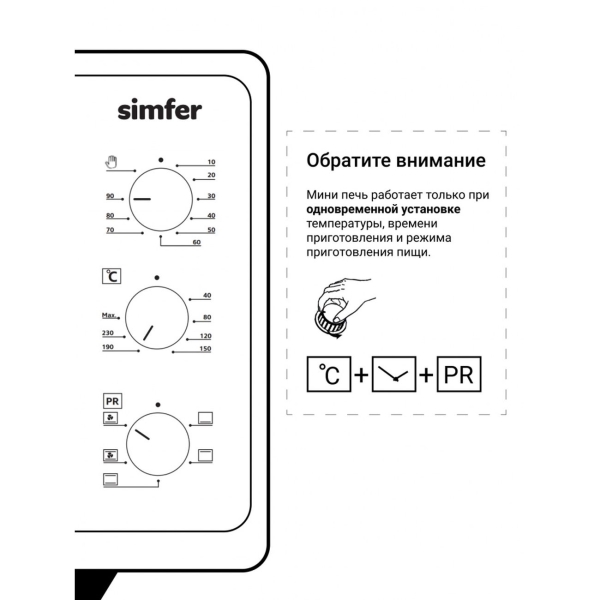 simfer
10
20
90
30
80
40
70
50
60
°C
40
Max.
80
230
120
190
150
PR
Обратите внимание
Мини печь работает только при
одновременной установке
температуры, времени
приготовления и режима
приготовления пищи.
°C + + PR